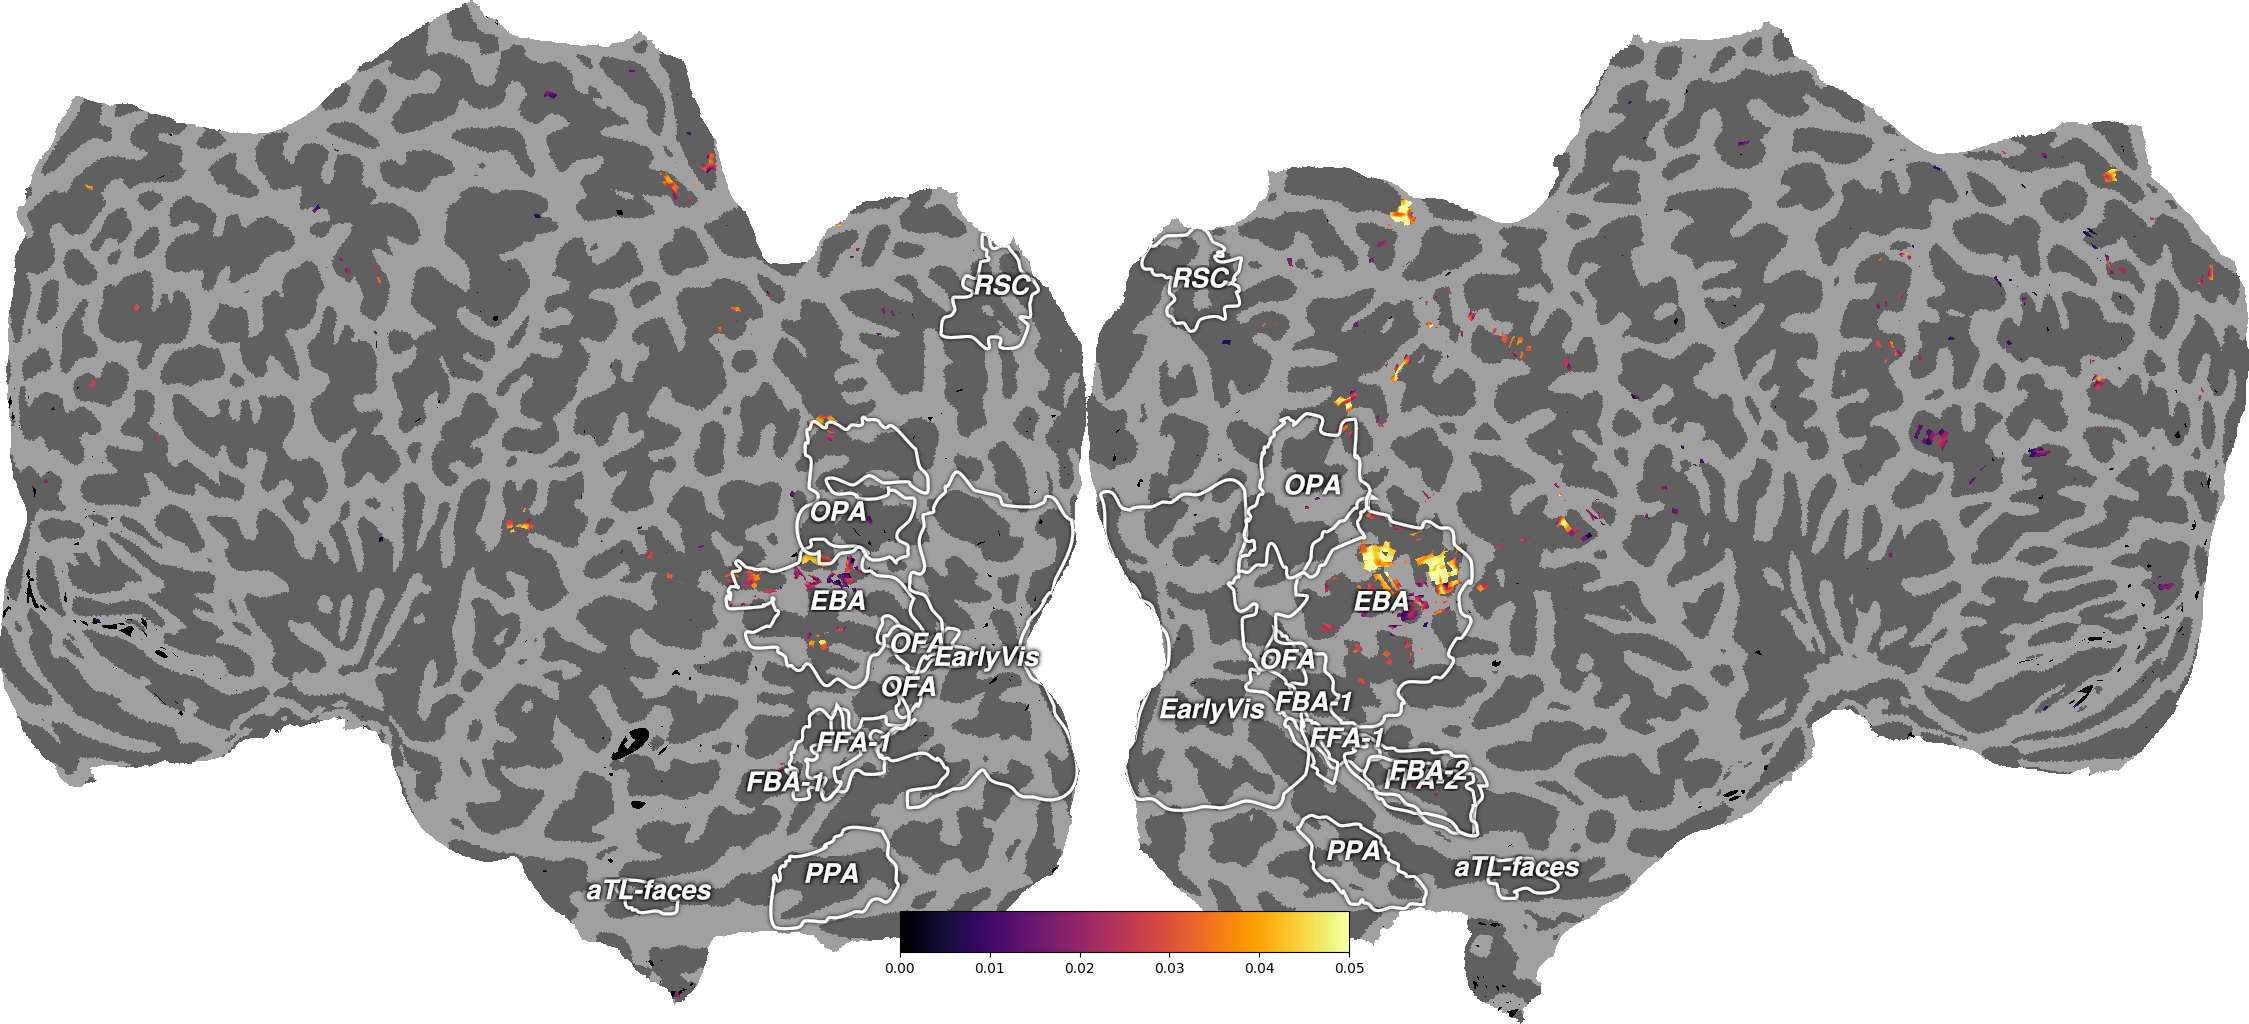 RSC
RSC
OPA
OPA
EBA
EBA
OFA
EarlyVis
OFA
OFA
EarlyVis
FBA-1
FFA-1
FFA-1
FBA-1
FBA-2
FFA-2
PPA
PPA
aTL-faces
aTL-faces
0.00 0.01 0.02 0.03 0.04 0.05